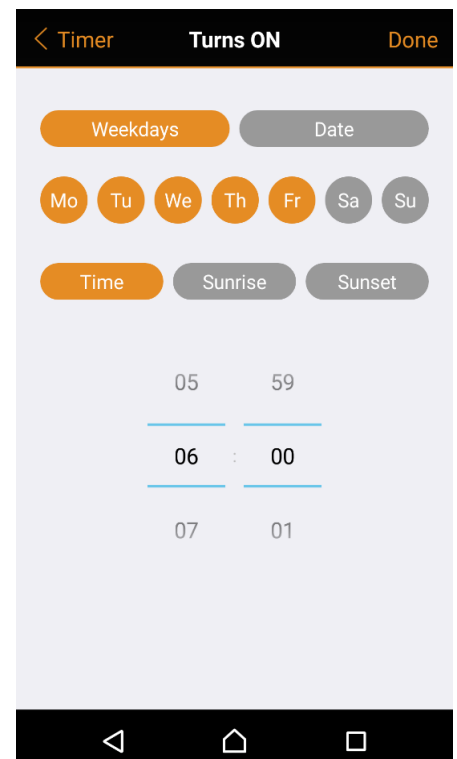 Timer Turns ON Done
Weekdays Date
Mo Tu We Th Fr Sa Su
Time Sunrise Sunset
05 59
06 : 00
07 01